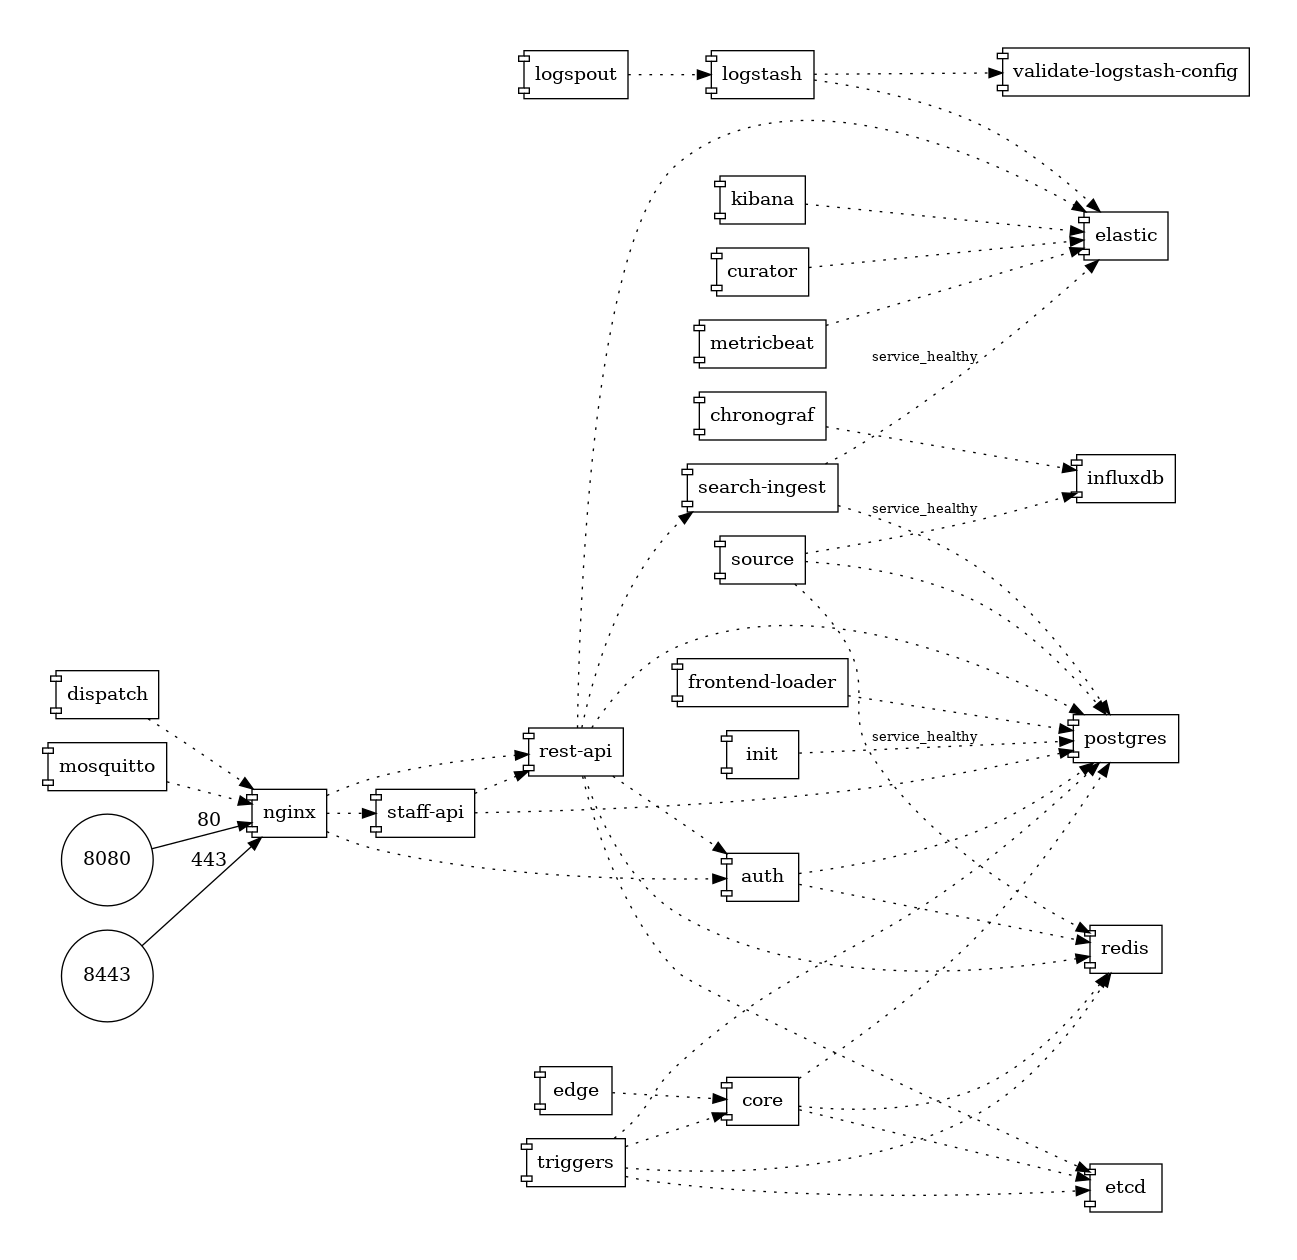 logspout
logstash
validate-logstash-config
kibana
elastic
curator
metricbeat
service_healthy
chronograf
influxdb
search-ingest
service_healthy
source
dispatch
frontend-loader
postgres
service_healthy
rest-api
init
mosquitto
nginx
staff-api
80
8080
443
auth
redis
8443
edge
core
triggers
etcd